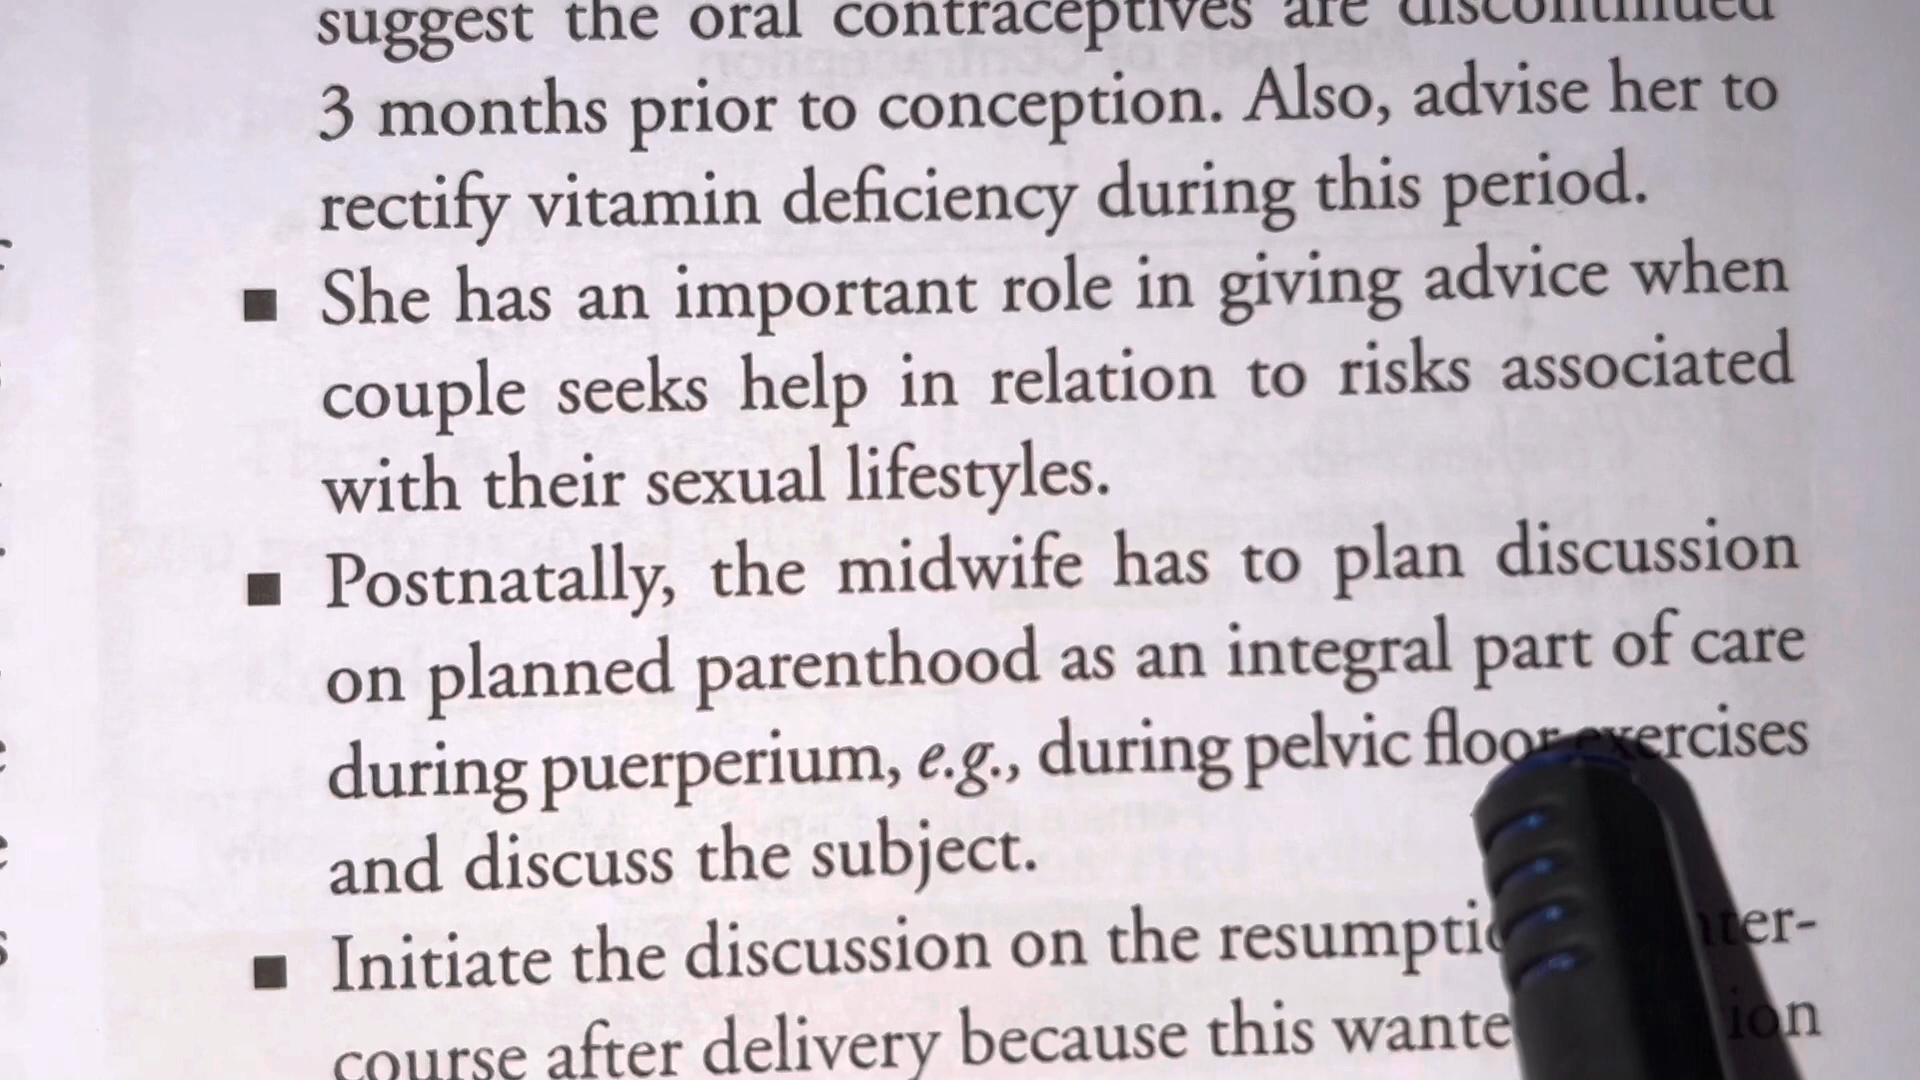 suggest the oral contraceptives are discontinued
3 months prior to conception. Also, advise her to
rectify vitamin deficiency during this period.
■ She has an important role in giving advice when
couple seeks help in relation to risks associated
with their sexual lifestyles.
■ Postnatally, the midwife has to plan discussion
on planned parenthood as an integral part of care
during puerperium, e.g., during pelvic floor exercises
and discuss the subject.
■ Initiate the discussion on the
course after delivery because this